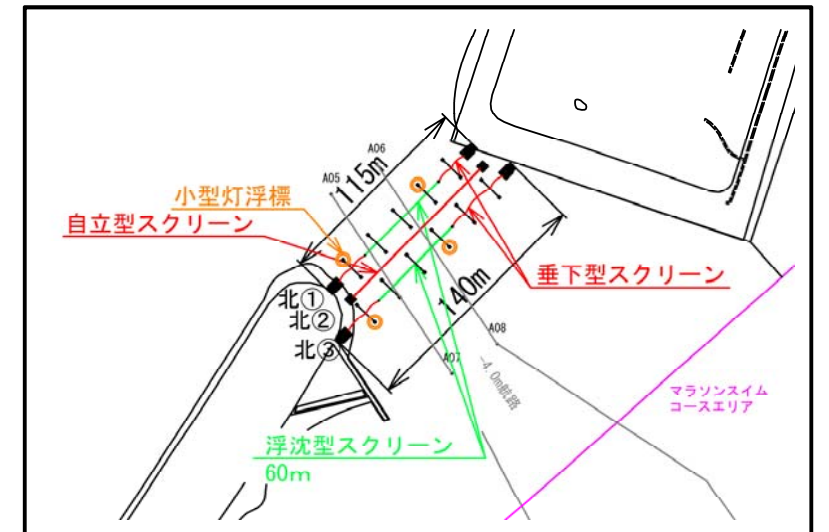 A06
A05
115m
小型灯浮標
自立型スクリーン
垂下型スクリーン
北①
北②
北③
140m
A08
A07
-4.0m航路
マラソンスイム
コースエリア
浮沈型スクリーン
60m